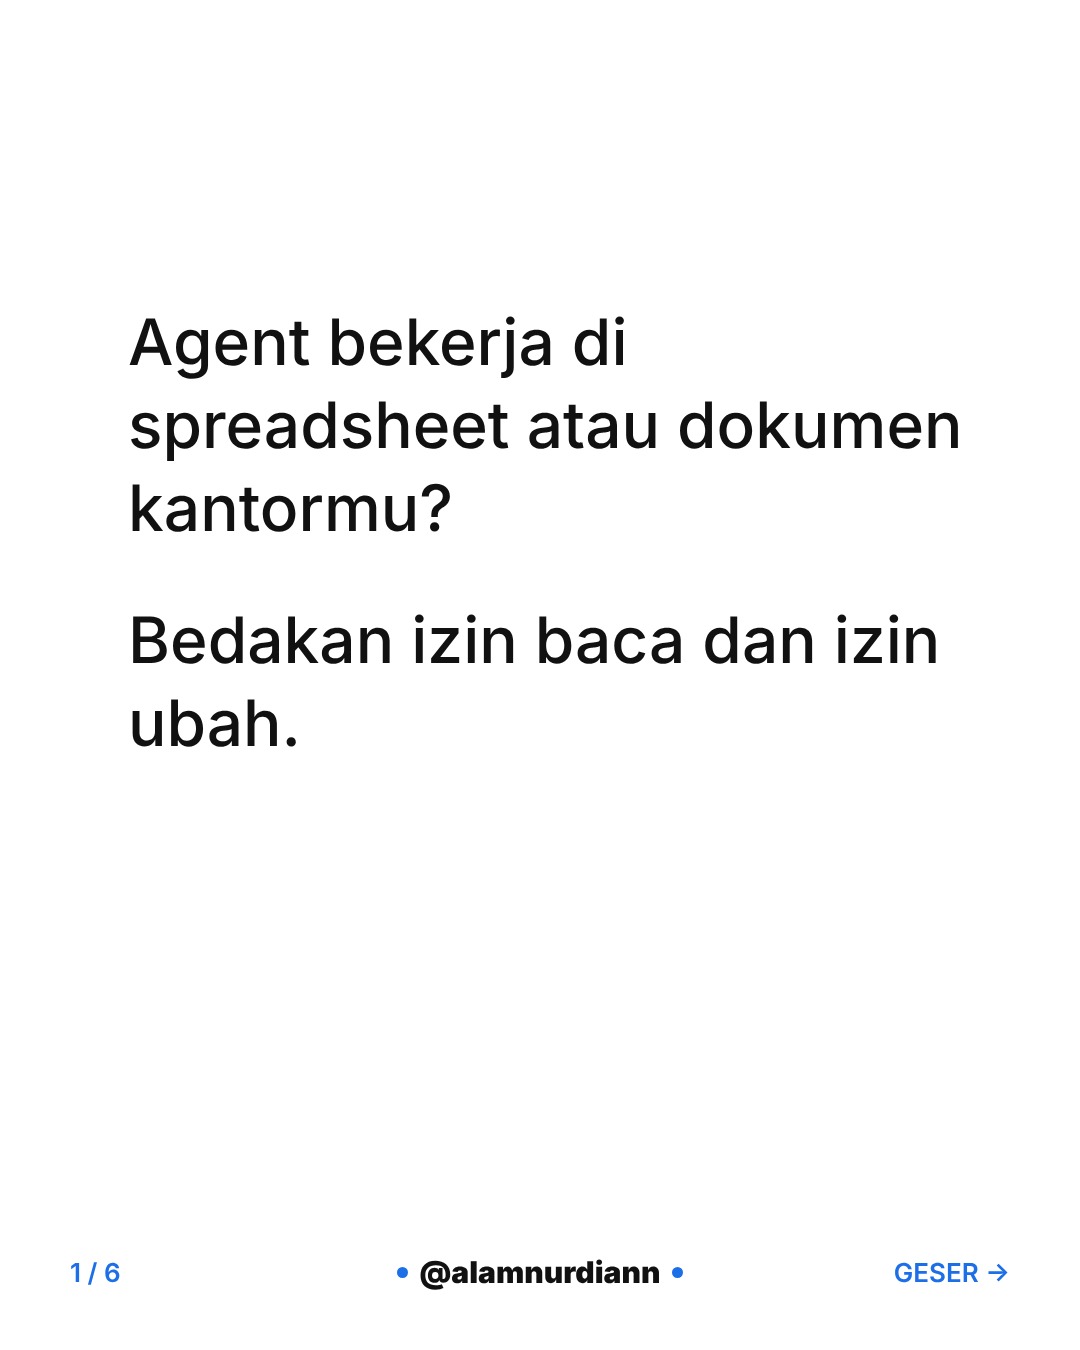 Agent bekerja di
spreadsheet atau dokumen
kantormu?
Bedakan izin baca dan izin
ubah.
1 / 6
• @alamnurdiann •
GESER →